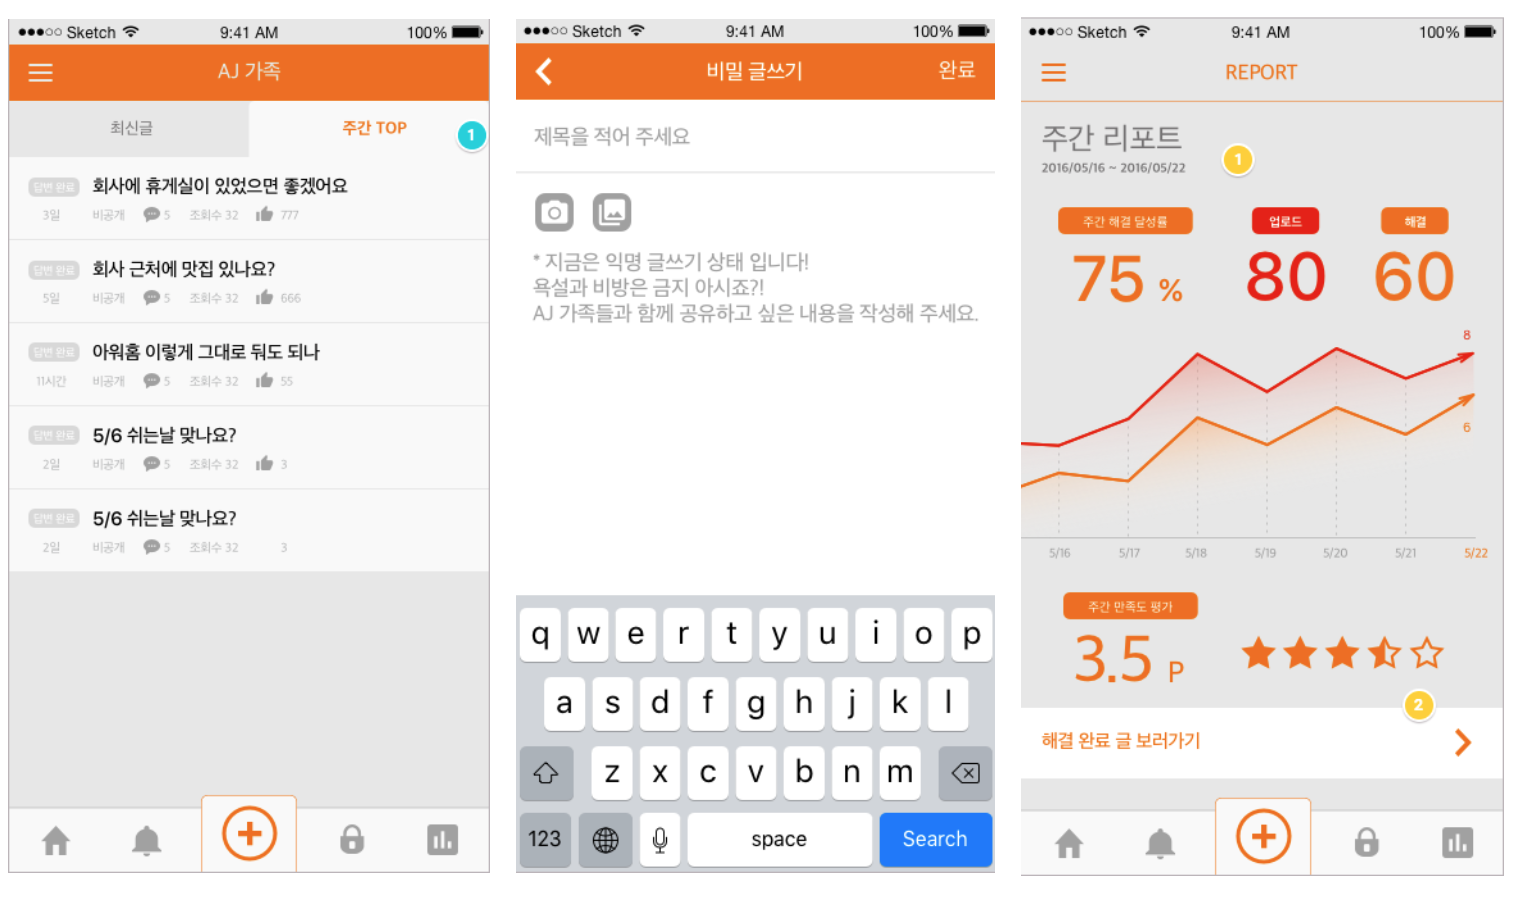 Sketch 9:41 AM 100%
AJ 가족
최신글 주간 TOP 1
답변 완료 회사에 휴게실이 있었으면 좋겠어요
3일 비공개 5 조회수 32 777
답변 완료 회사 근처에 맛집 있나요?
5일 비공개 5 조회수 32 666
답변 완료 아워홈 이렇게 그대로 둬도 되나
11시간 비공개 5 조회수 32 55
답변 완료 5/6 쉬는날 맞나요?
2일 비공개 5 조회수 32 3
답변 완료 5/6 쉬는날 맞나요?
2일 비공개 5 조회수 32 3
Sketch 9:41 AM 100%
비밀 글쓰기 완료
제목을 적어 주세요
* 지금은 익명 글쓰기 상태 입니다!
욕설과 비방은 금지 아시죠?!
AJ 가족들과 함께 공유하고 싶은 내용을 작성해 주세요.
q w e r t y u i o p
a s d f g h j k l
z x c v b n m
123 space Search
Sketch 9:41 AM 100%
REPORT
주간 리포트
2016/05/16 ~ 2016/05/22 1
주간 해결 달성률 업로드 해결
75 % 80 60
8
6
5/16 5/17 5/18 5/19 5/20 5/21 5/22
주간 만족도 평가
3.5 P
2
해결 완료 글 보러가기